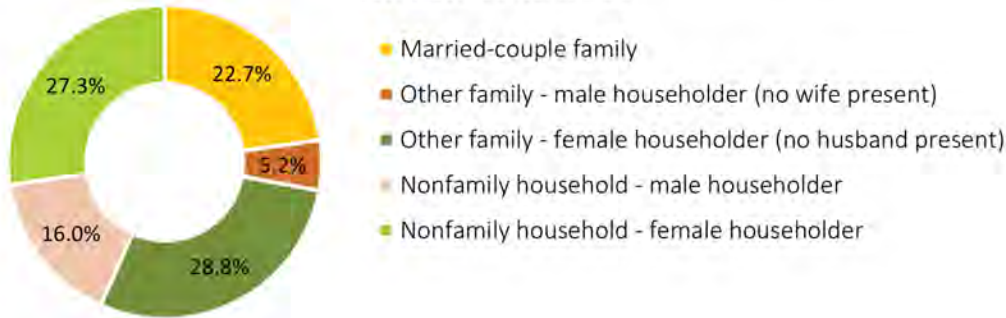 22.7%
5.2%
28.8%
16.0%
27.3%
Married-couple family
Other family - male householder (no wife present)
Other family - female householder (no husband present)
Nonfamily household - male householder
Nonfamily household - female householder